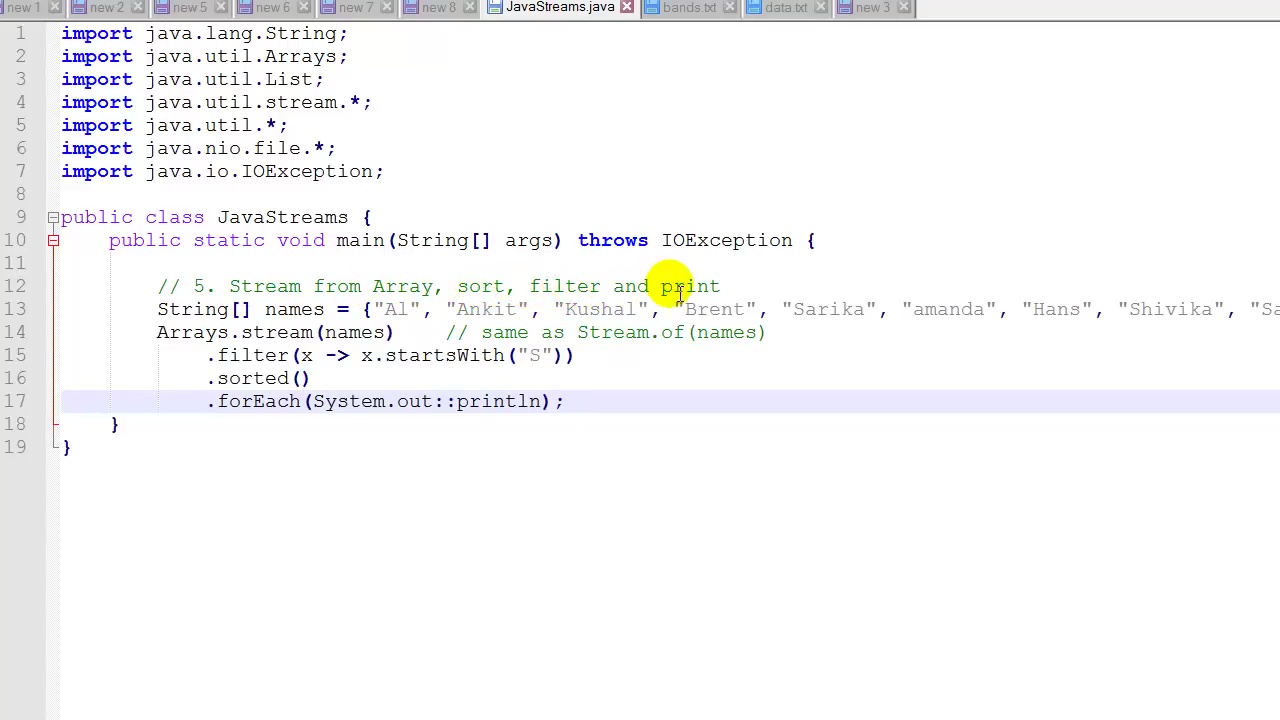 new 1 new 2 new 5 new 6 new 7 new 8 JavaStreams.java bands.txt data.txt new 3
1 import java.lang.String;
2 import java.util.Arrays;
3 import java.util.List;
4 import java.util.stream.*;
5 import java.util.*;
6 import java.nio.file.*;
7 import java.io.IOException;
8
9 public class JavaStreams {
10 public static void main(String[] args) throws IOException {
11
12 // 5. Stream from Array, sort, filter and print
13 String[] names = {"Al", "Ankit", "Kushal", "Brent", "Sarika", "amanda", "Hans", "Shivika", "Sa
14 Arrays.stream(names) // same as Stream.of(names)
15 .filter(x -> x.startsWith("S"))
16 .sorted()
17 .forEach(System.out::println);
18 }
19 }